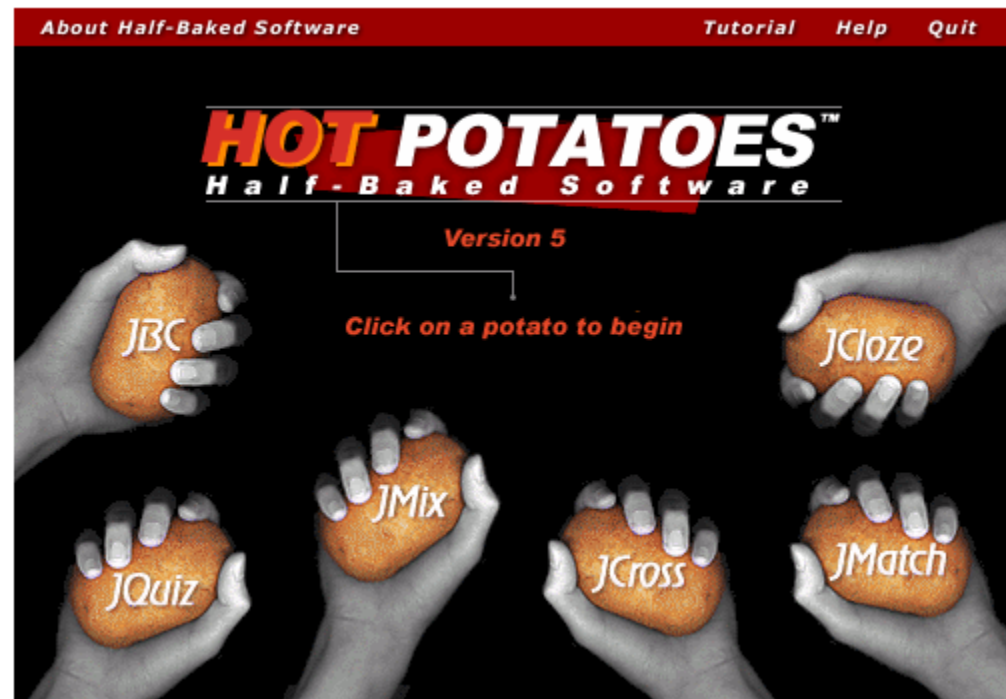 About Half-Baked Software Tutorial Help Quit
HOT POTATOES™
Half-Baked Software
Version 5
Click on a potato to begin
JBC
JCloze
JMix
JQuiz
JCross
JMatch